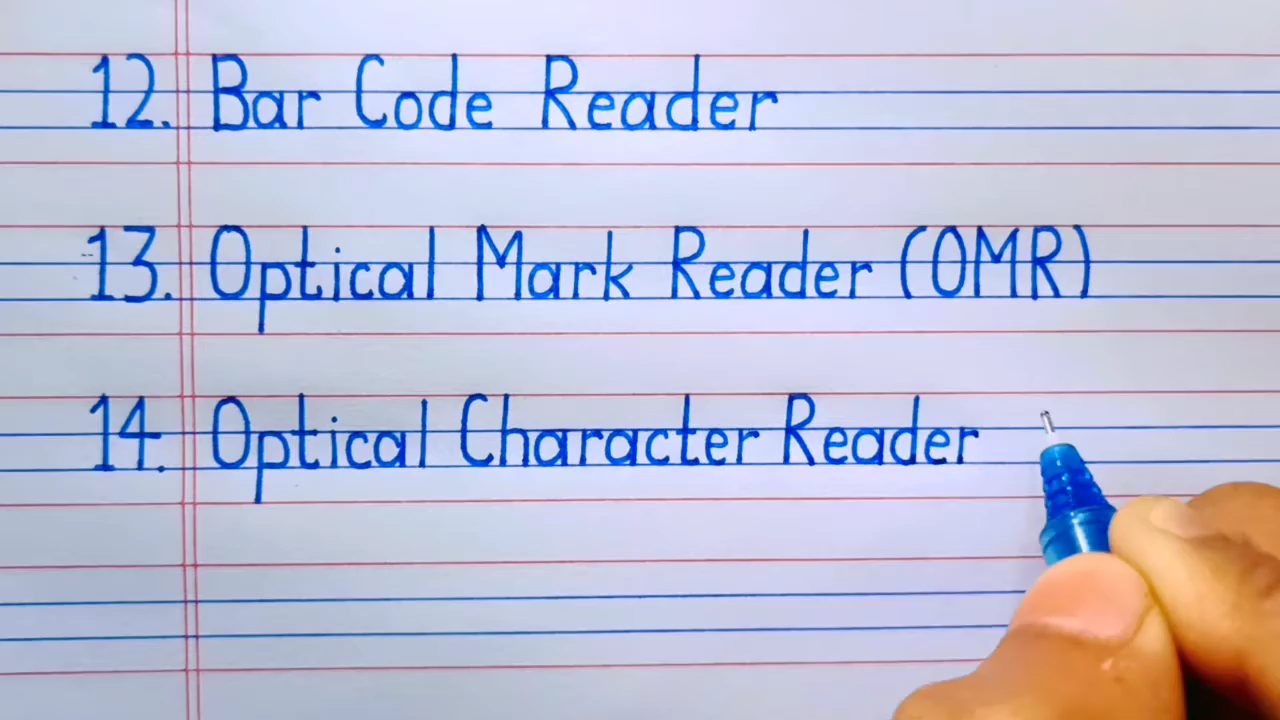 12. Bar Code Reader
13. Optical Mark Reader (OMR)
14. Optical Character Reader